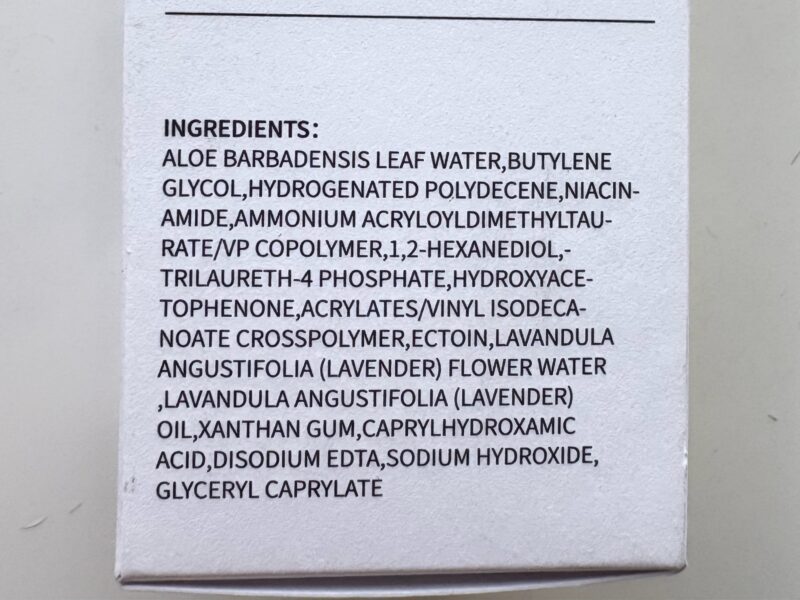 INGREDIENTS:
ALOE BARBADENSIS LEAF WATER,BUTYLENE
GLYCOL,HYDROGENATED POLYDECENE,NIACIN-
AMIDE,AMMONIUM ACRYLOYLDIMETHYLTAU-
RATE/VP COPOLYMER,1,2-HEXANEDIOL,-
TRILAURETH-4 PHOSPHATE,HYDROXYACE-
TOPHENONE,ACRYLATES/VINYL ISODECA-
NOATE CROSSPOLYMER,ECTOIN,LAVANDULA
ANGUSTIFOLIA (LAVENDER) FLOWER WATER
,LAVANDULA ANGUSTIFOLIA (LAVENDER)
OIL,XANTHAN GUM,CAPRYLHYDROXAMIC
ACID,DISODIUM EDTA,SODIUM HYDROXIDE,
GLYCERYL CAPRYLATE